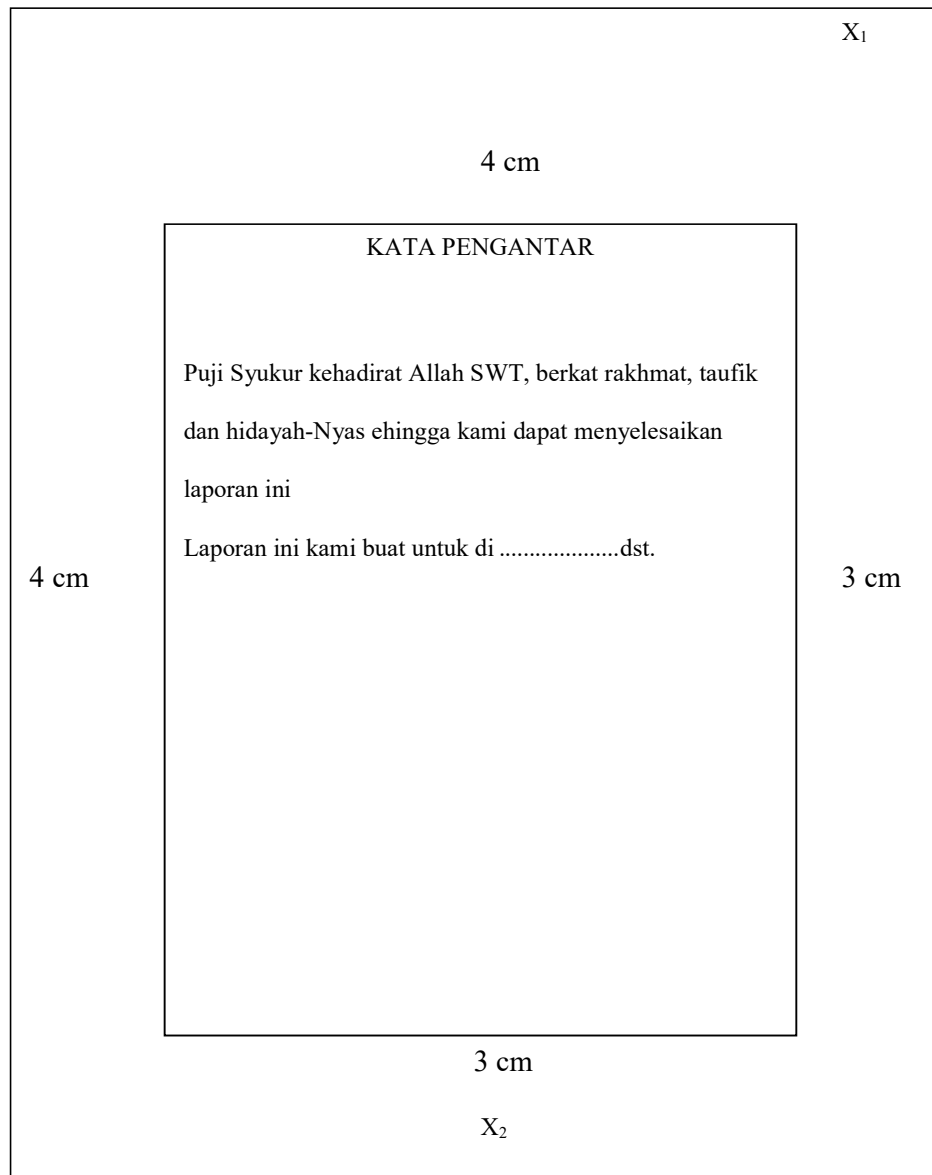 X₁
4 cm
KATA PENGANTAR
Puji Syukur kehadirat Allah SWT, berkat rakhmat, taufik
dan hidayah-Nyas ehingga kami dapat menyelesaikan
laporan ini
Laporan ini kami buat untuk di ....................dst.
4 cm
3 cm
3 cm
X₂